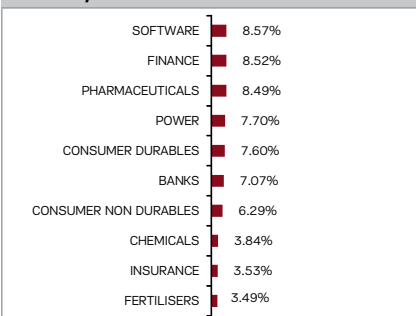 SOFTWARE 8.57%
FINANCE 8.52%
PHARMACEUTICALS 8.49%
POWER 7.70%
CONSUMER DURABLES 7.60%
BANKS 7.07%
CONSUMER NON DURABLES 6.29%
CHEMICALS 3.84%
INSURANCE 3.53%
FERTILISERS 3.49%